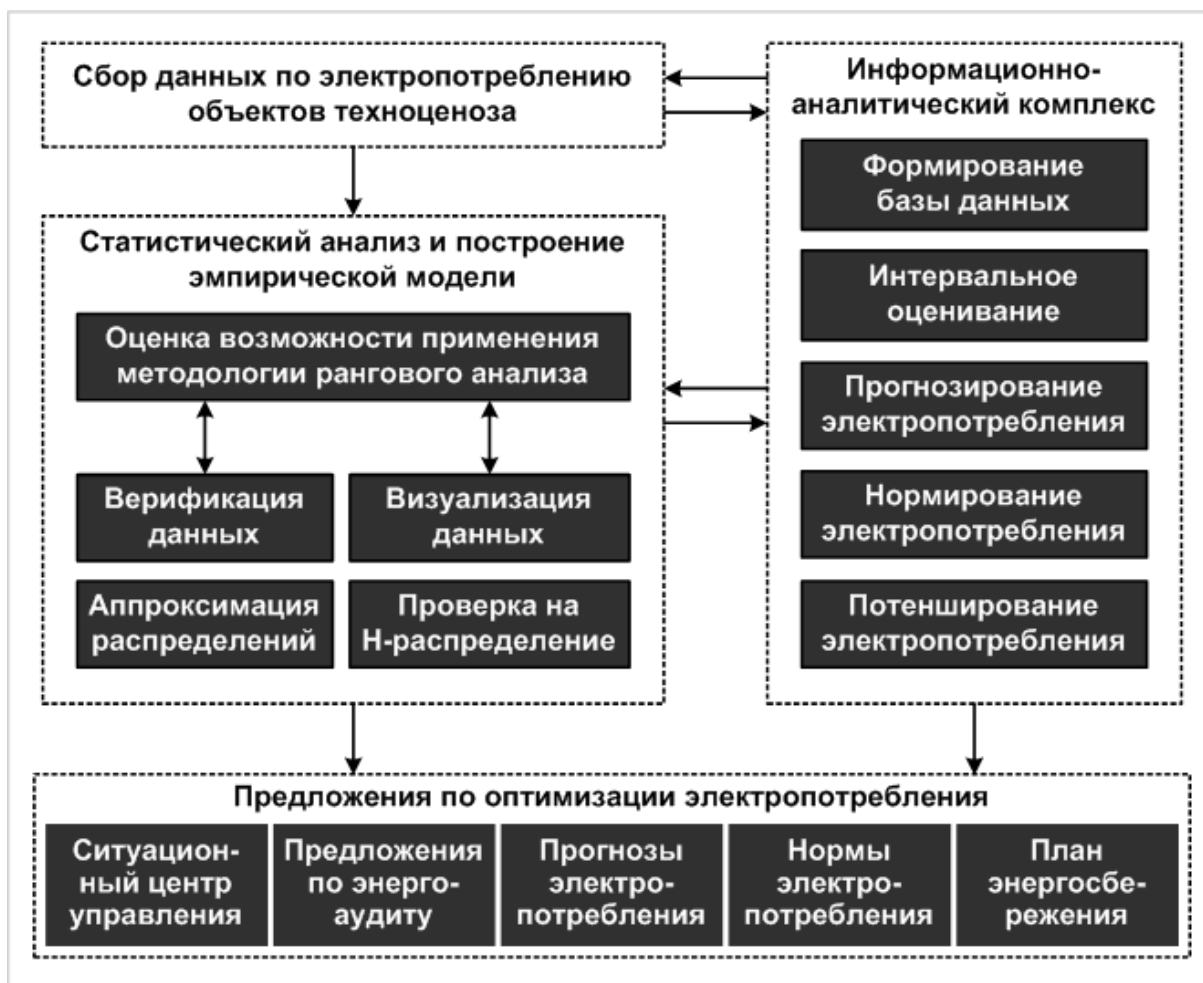 Сбор данных по электропотреблению
объектов техноценоза
Информационно-
аналитический комплекс
Формирование
базы данных
Интервальное
оценивание
Прогнозирование
электропотребления
Нормирование
электропотребления
Потенширование
электропотребления
Статистический анализ и построение
эмпирической модели
Оценка возможности применения
методологии рангового анализа
Верификация
данных
Визуализация
данных
Аппроксимация
распределений
Проверка на
Н-распределение
Предложения по оптимизации электропотребления
Ситуацион-
ный центр
управления
Предложения
по энерго-
аудиту
Прогнозы
электро-
потребления
Нормы
электро-
потребления
План
энергосбе-
режения